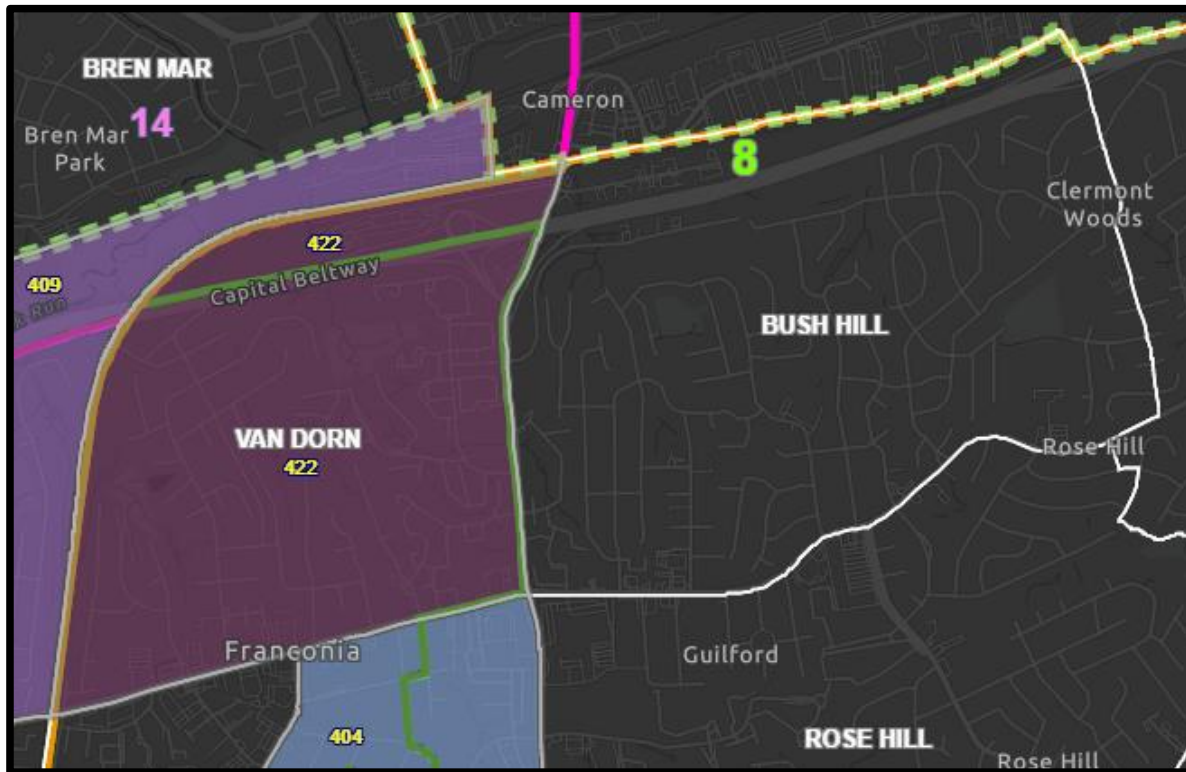 BREN MAR
14
Bren Mar
Park
Cameron
8
Clermont
Woods
422
Capital Beltway
409
Run
BUSH HILL
VAN DORN
422
Rose Hill
Franconia
Guilford
404
ROSE HILL
Rose Hill